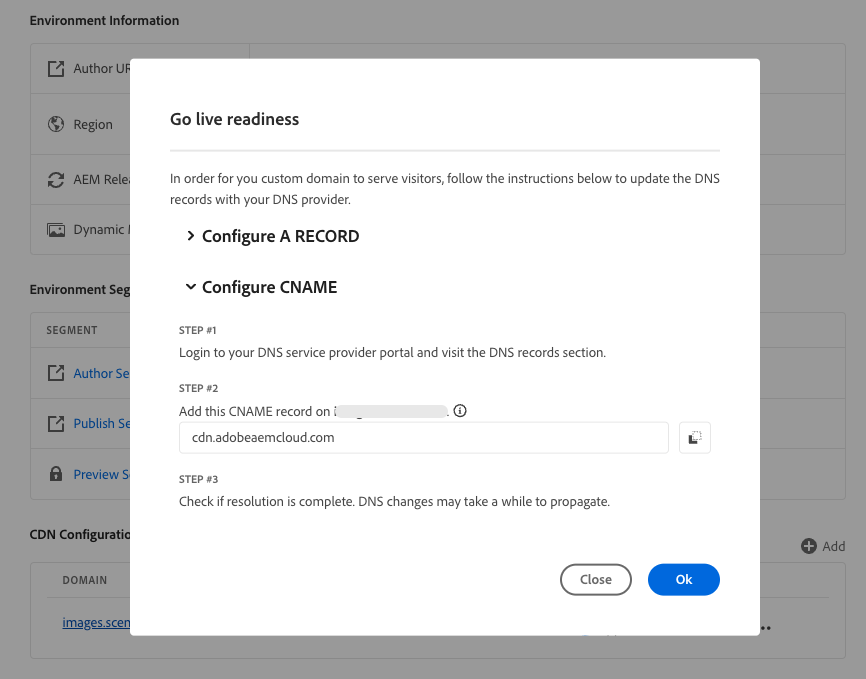 Environment Information
Author UR
Region
AEM Relea
Dynamic
Environment Seg
SEGMENT
Author Se
Publish Se
Preview S
CDN Configuratio
Add
DOMAIN
images.scen
Go live readiness
In order for you custom domain to serve visitors, follow the instructions below to update the DNS
records with your DNS provider.
Configure A RECORD
Configure CNAME
STEP #1
Login to your DNS service provider portal and visit the DNS records section.
STEP #2
Add this CNAME record on
cdn.adobeaemcloud.com
STEP #3
Check if resolution is complete. DNS changes may take a while to propagate.
Close
Ok